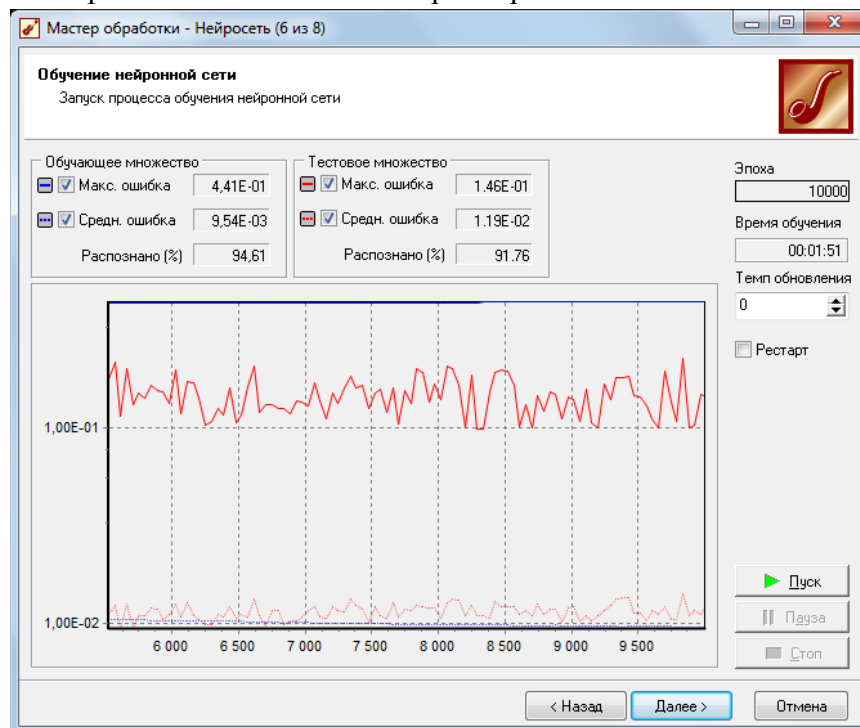 Мастер обработки - Нейросеть (6 из 8)
Обучение нейронной сети
Запуск процесса обучения нейронной сети
Обучающее множество
Макс. ошибка 4,41E-01
Средн. ошибка 9,54E-03
Распознано (%) 94,61
Тестовое множество
Макс. ошибка 1.46E-01
Средн. ошибка 1.19E-02
Распознано (%) 91.76
Эпоха
10000
Время обучения
00:01:51
Темп обновления
0
Рестарт
1,00E-01
1,00E-02
6 000 6 500 7 000 7 500 8 000 8 500 9 000 9 500
Пуск
Пауза
Стоп
< Назад Далее > Отмена